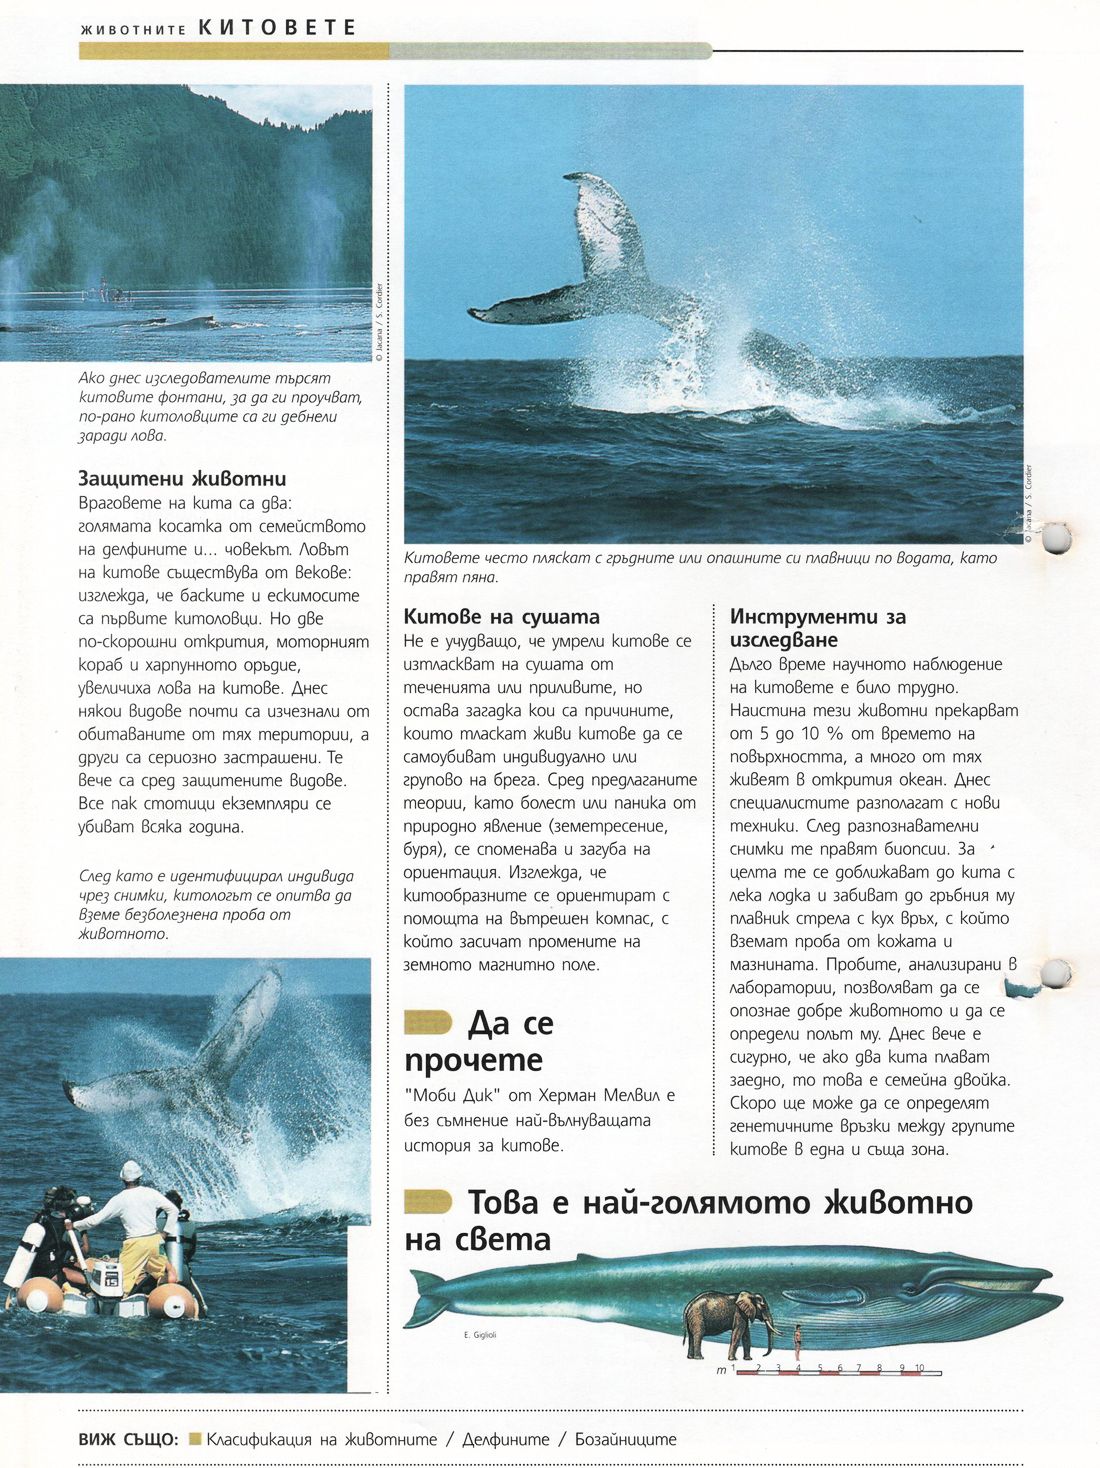 ЖИВОТНИТЕ КИТОВЕТЕ
© Jacana / S. Cordier
Ако днес изследователите търсят
китовите фонтани, за да ги проучват,
по-рано китоловците са ги дебнели
заради лова.
Защитени животни
Враговете на кита са два:
голямата косатка от семейството
на делфините и... човекът. Ловът
на китове съществува от векове:
изглежда, че баските и ескимосите
са първите китоловци. Но две
по-скорошни открития, моторният
кораб и харпунното оръдие,
увеличиха лова на китове. Днес
някои видове почти са изчезнали от
обитаваните от тях територии, а
други са сериозно застрашени. Те
вече са сред защитените видове.
Все пак стотици екземпляри се
убиват всяка година.
След като е идентифицирал индивида
чрез снимки, китологът се опитва да
вземе безболезнена проба от
животното.
15
© Jacana / S. Cordier
Китовете често пляскат с гръдните или опашните си плавници по водата, като
правят пяна.
Китове на сушата
Не е учудващо, че умрели китове се
изтласкват на сушата от
теченията или приливите, но
остава загадка кои са причините,
които тласкат живи китове да се
самоубиват индивидуално или
групово на брега. Сред предлаганите
теории, като болест или паника от
природно явление (земетресение,
буря), се споменава и загуба на
ориентация. Изглежда, че
китообразните се ориентират с
помощта на вътрешен компас, с
който засичат промените на
земното магнитно поле.
Да се
прочете
"Моби Дик" от Херман Мелвил е
без съмнение най-вълнуващата
история за китове.
Инструменти за
изследване
Дълго време научното наблюдение
на китовете е било трудно.
Наистина тези животни прекарват
от 5 до 10 % от времето на
повърхността, а много от тях
живеят в открития океан. Днес
специалистите разполагат с нови
техники. След разпознавателни
снимки те правят биопсии. За
целта те се доближават до кита с
лека лодка и забиват до гръбния му
плавник стрела с кух връх, с който
вземат проба от кожата и
мазнината. Пробите, анализирани в
лаборатории, позволяват да се
опознае добре животното и да се
определи полът му. Днес вече е
сигурно, че ако два кита плават
заедно, то това е семейна двойка.
Скоро ще може да се определят
генетичните връзки между групите
китове в една и съща зона.
Това е най-голямото животно
на света
E. Giglioli
m 1 2 3 4 5 6 7 8 9 10
ВИЖ СЪЩО: Класификация на животните / Делфините / Бозайниците